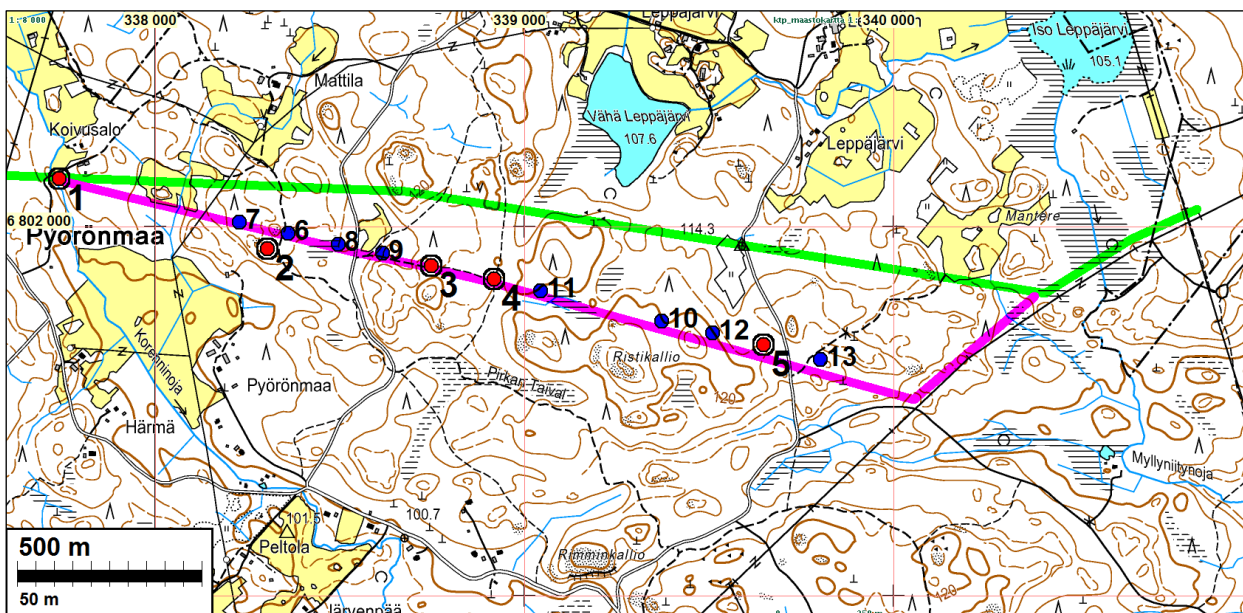 1: 8 000
338 000
339 000
ktp_maastokartta 1:
340 000
Leppäjärvi
Iso Leppäjärvi
105.1
Mattila
Koivusalo
Vähä Leppäjärvi
107.6
Leppäjärvi
1
6 802 000
Pyörönmaa
7
6
2
8
9
3
4
11
114.3
Mantere
10
12
5
13
Ristikallio
Korenninoja
Pyörönmaa
Pirkan Taival
120
Härmä
Myllyniitynoja
101.5
100.7
Peltola
Rimminkallio
120
Järvenpää
500 m
50 m